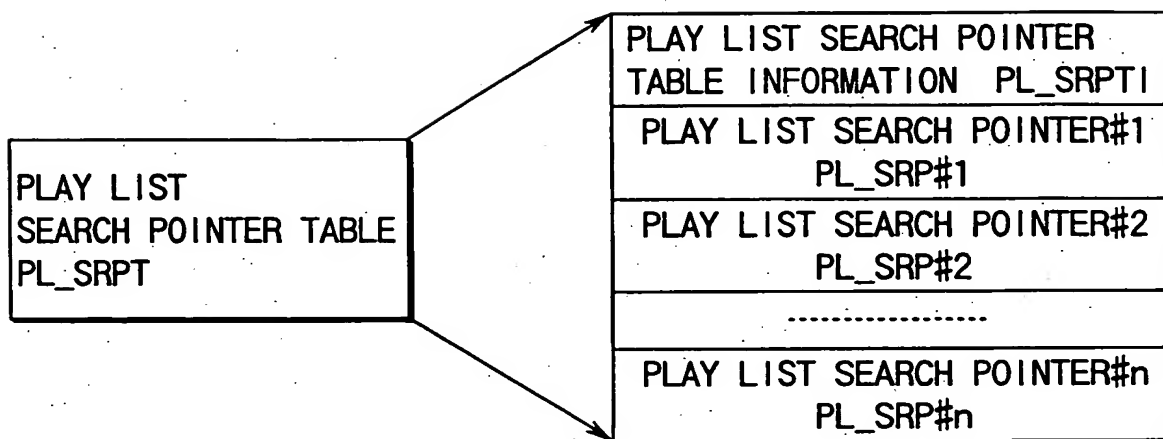 PLAY LIST
SEARCH POINTER TABLE
PL_SRPT
PLAY LIST SEARCH POINTER
TABLE INFORMATION PL_SRPTI
PLAY LIST SEARCH POINTER#1
PL_SRP#1
PLAY LIST SEARCH POINTER#2
PL_SRP#2
...................
PLAY LIST SEARCH POINTER#n
PL_SRP#n